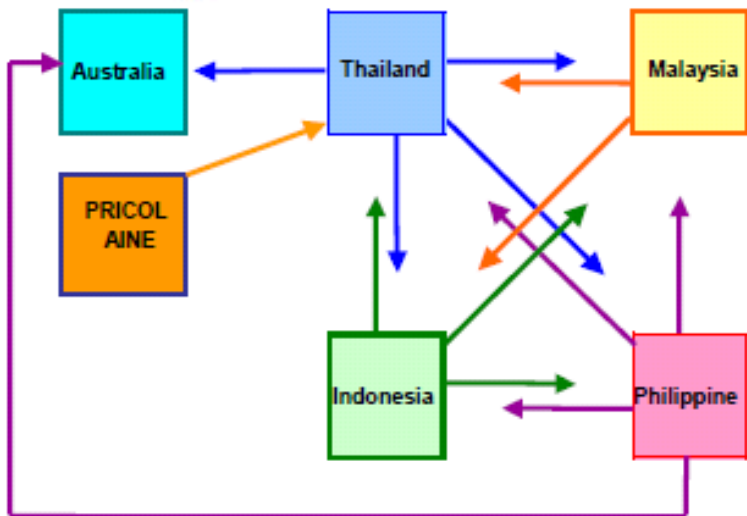 Australia
Thailand
Malaysia
PRICOL
AINE
Indonesia
Philippine